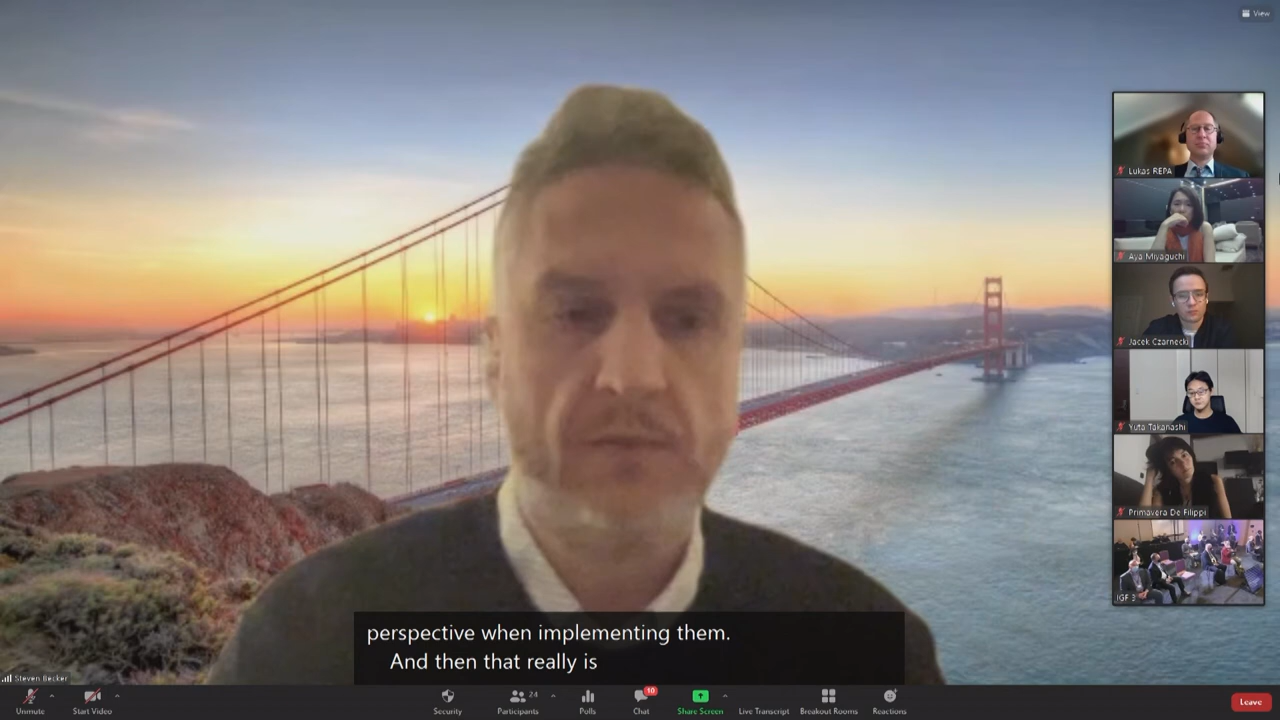 View
Lukas REPA
Aya Miyaguchi
Jacek Czarnecki
Yuta Takanashi
Primavera De Filippi
IGF 3
perspective when implementing them.
And then that really is
Steven Becker
Unmute
Start Video
Security
24
Participants
Polls
10
Chat
Share Screen
Live Transcript
Breakout Rooms
Reactions
Leave